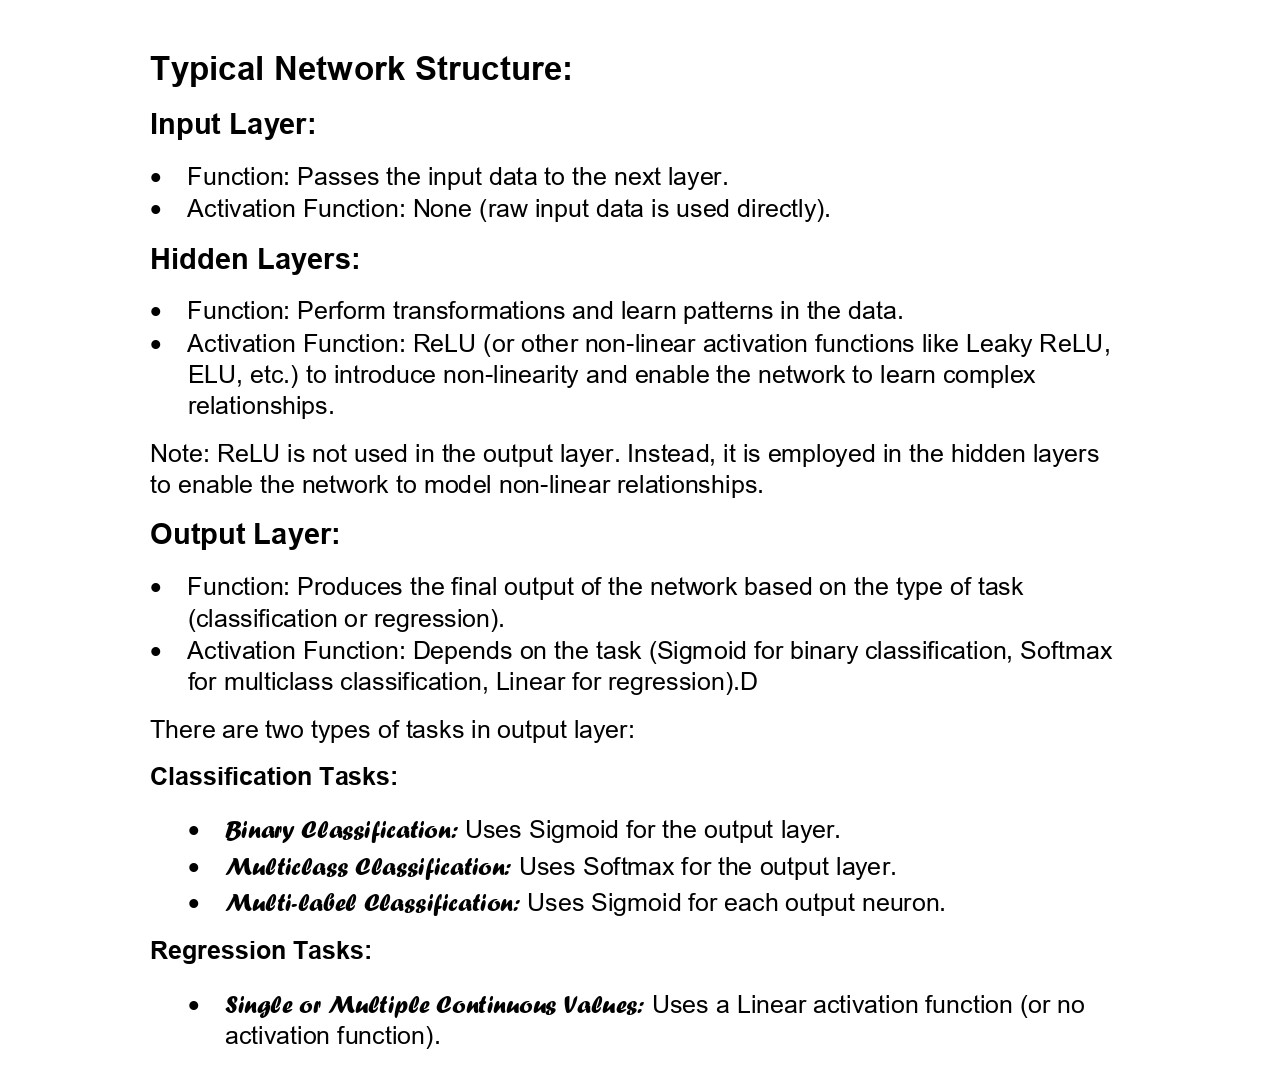 Typical Network Structure:
Input Layer:
• Function: Passes the input data to the next layer.
• Activation Function: None (raw input data is used directly).
Hidden Layers:
• Function: Perform transformations and learn patterns in the data.
• Activation Function: ReLU (or other non-linear activation functions like Leaky ReLU,
ELU, etc.) to introduce non-linearity and enable the network to learn complex
relationships.
Note: ReLU is not used in the output layer. Instead, it is employed in the hidden layers
to enable the network to model non-linear relationships.
Output Layer:
• Function: Produces the final output of the network based on the type of task
(classification or regression).
• Activation Function: Depends on the task (Sigmoid for binary classification, Softmax
for multiclass classification, Linear for regression).D
There are two types of tasks in output layer:
Classification Tasks:
• Binary Classification: Uses Sigmoid for the output layer.
• Multiclass Classification: Uses Softmax for the output layer.
• Multi-label Classification: Uses Sigmoid for each output neuron.
Regression Tasks:
• Single or Multiple Continuous Values: Uses a Linear activation function (or no
activation function).